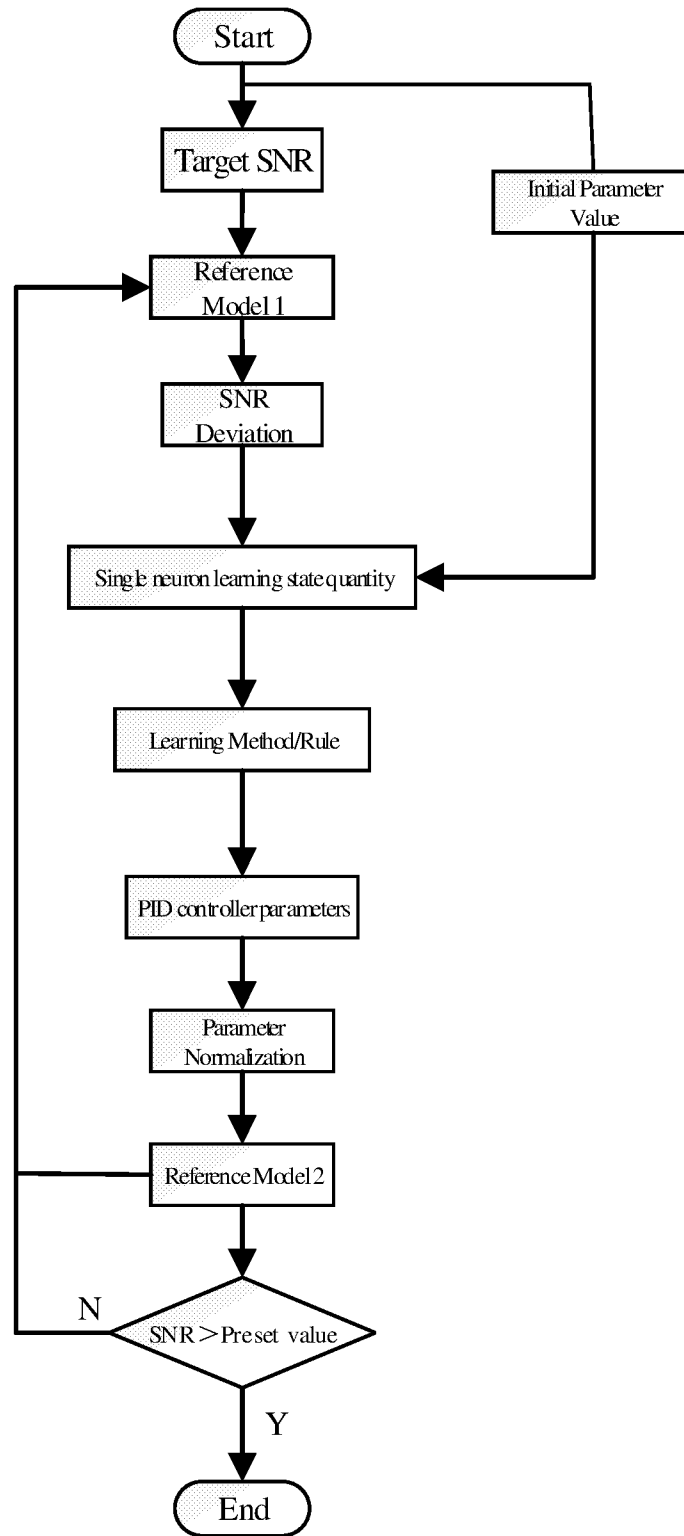 Start
Target SNR
Initial Parameter
Value
Reference
Model 1
SNR
Deviation
Single neuron learning state quantity
Learning Method/Rule
PID controller parameters
Parameter
Normalization
Reference Model 2
N
SNR＞Preset value
Y
End